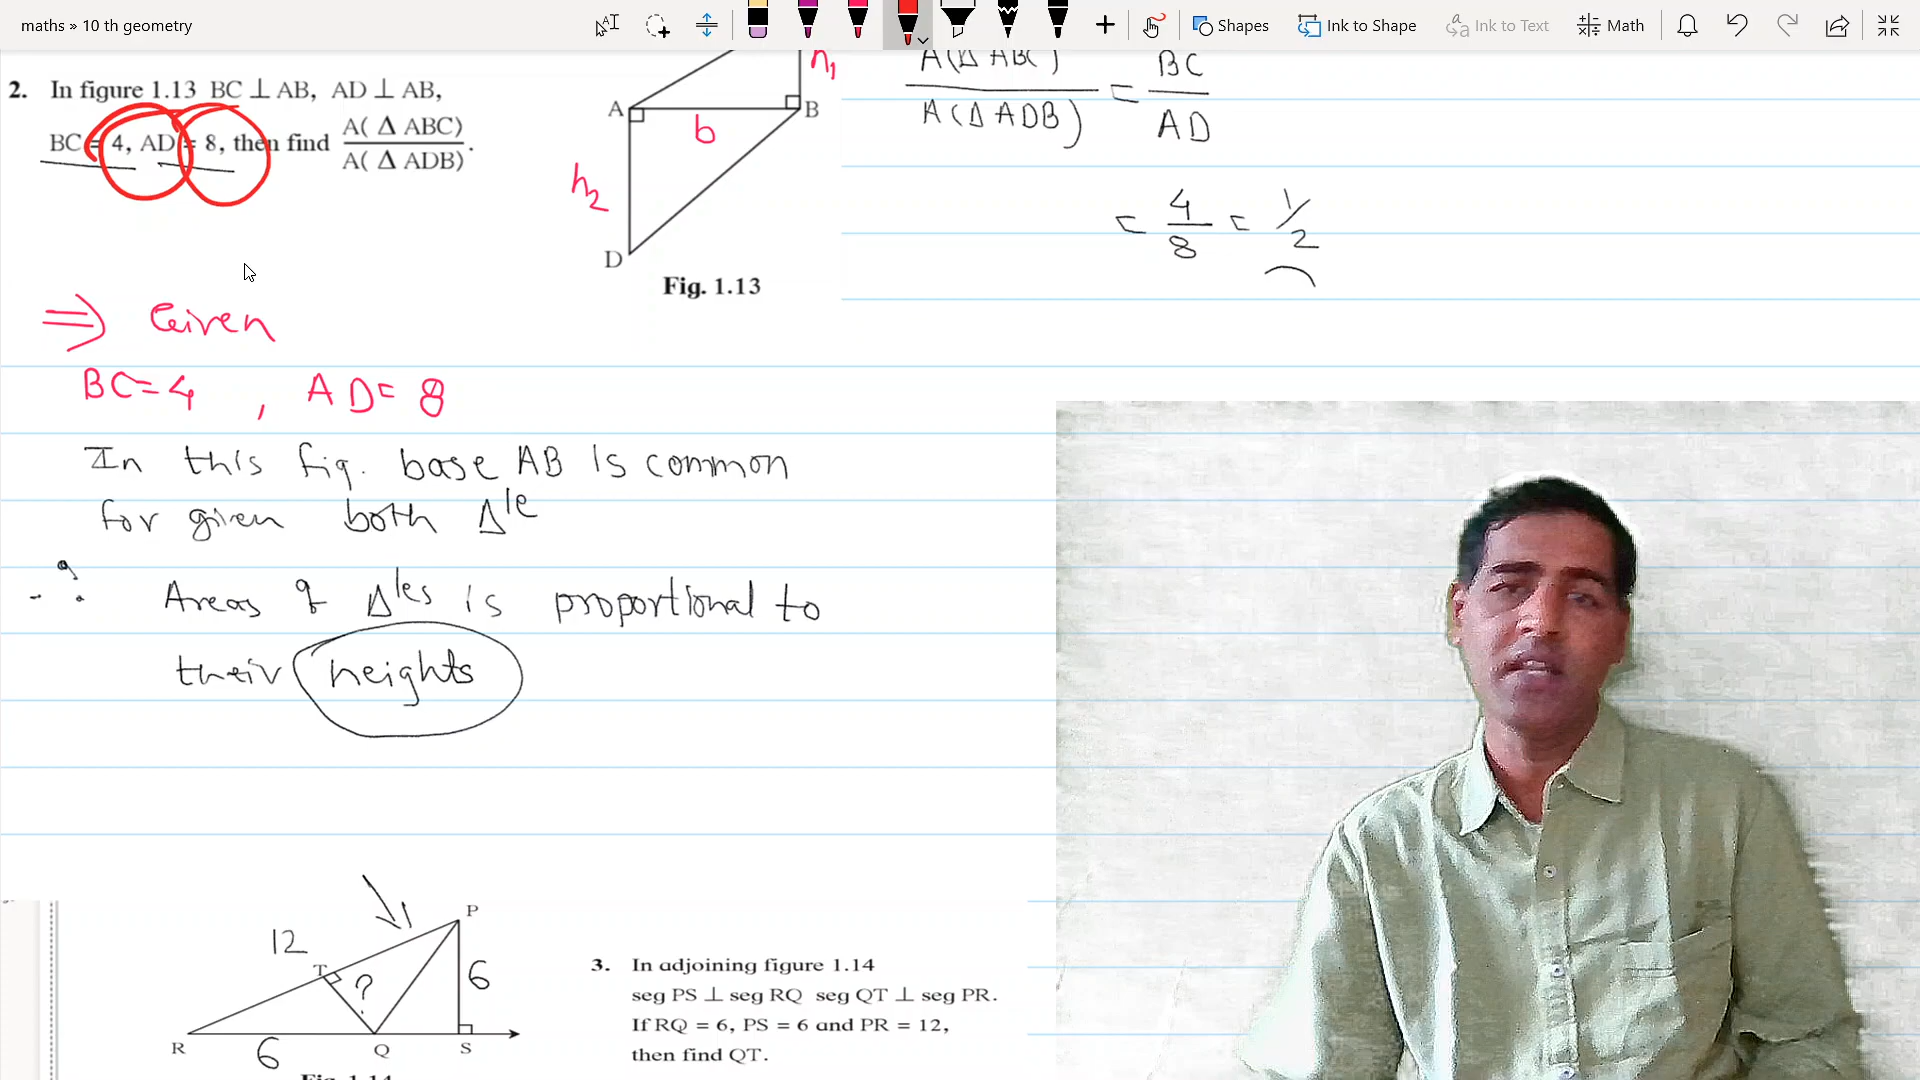 maths » 10 th geometry
Shapes
Ink to Shape
Ink to Text
Math
2. In figure 1.13 BC ⊥ AB, AD ⊥ AB,
BC = 4, AD = 8, then find A( Δ ABC) / A( Δ ADB) .
A
B
D
h1
b
h2
Fig. 1.13
A(Δ ABC) / A(Δ ADB) = BC / AD
= 4/8 = 1/2
⇒ Given
BC = 4 , AD = 8
In this fig. base AB is common
for given both Δle
∴ Areas of Δles is proportional to
their heights
P
12
T
?
6
R
6
Q
S
Fig 1.14
3. In adjoining figure 1.14
seg PS ⊥ seg RQ seg QT ⊥ seg PR.
If RQ = 6, PS = 6 and PR = 12,
then find QT.